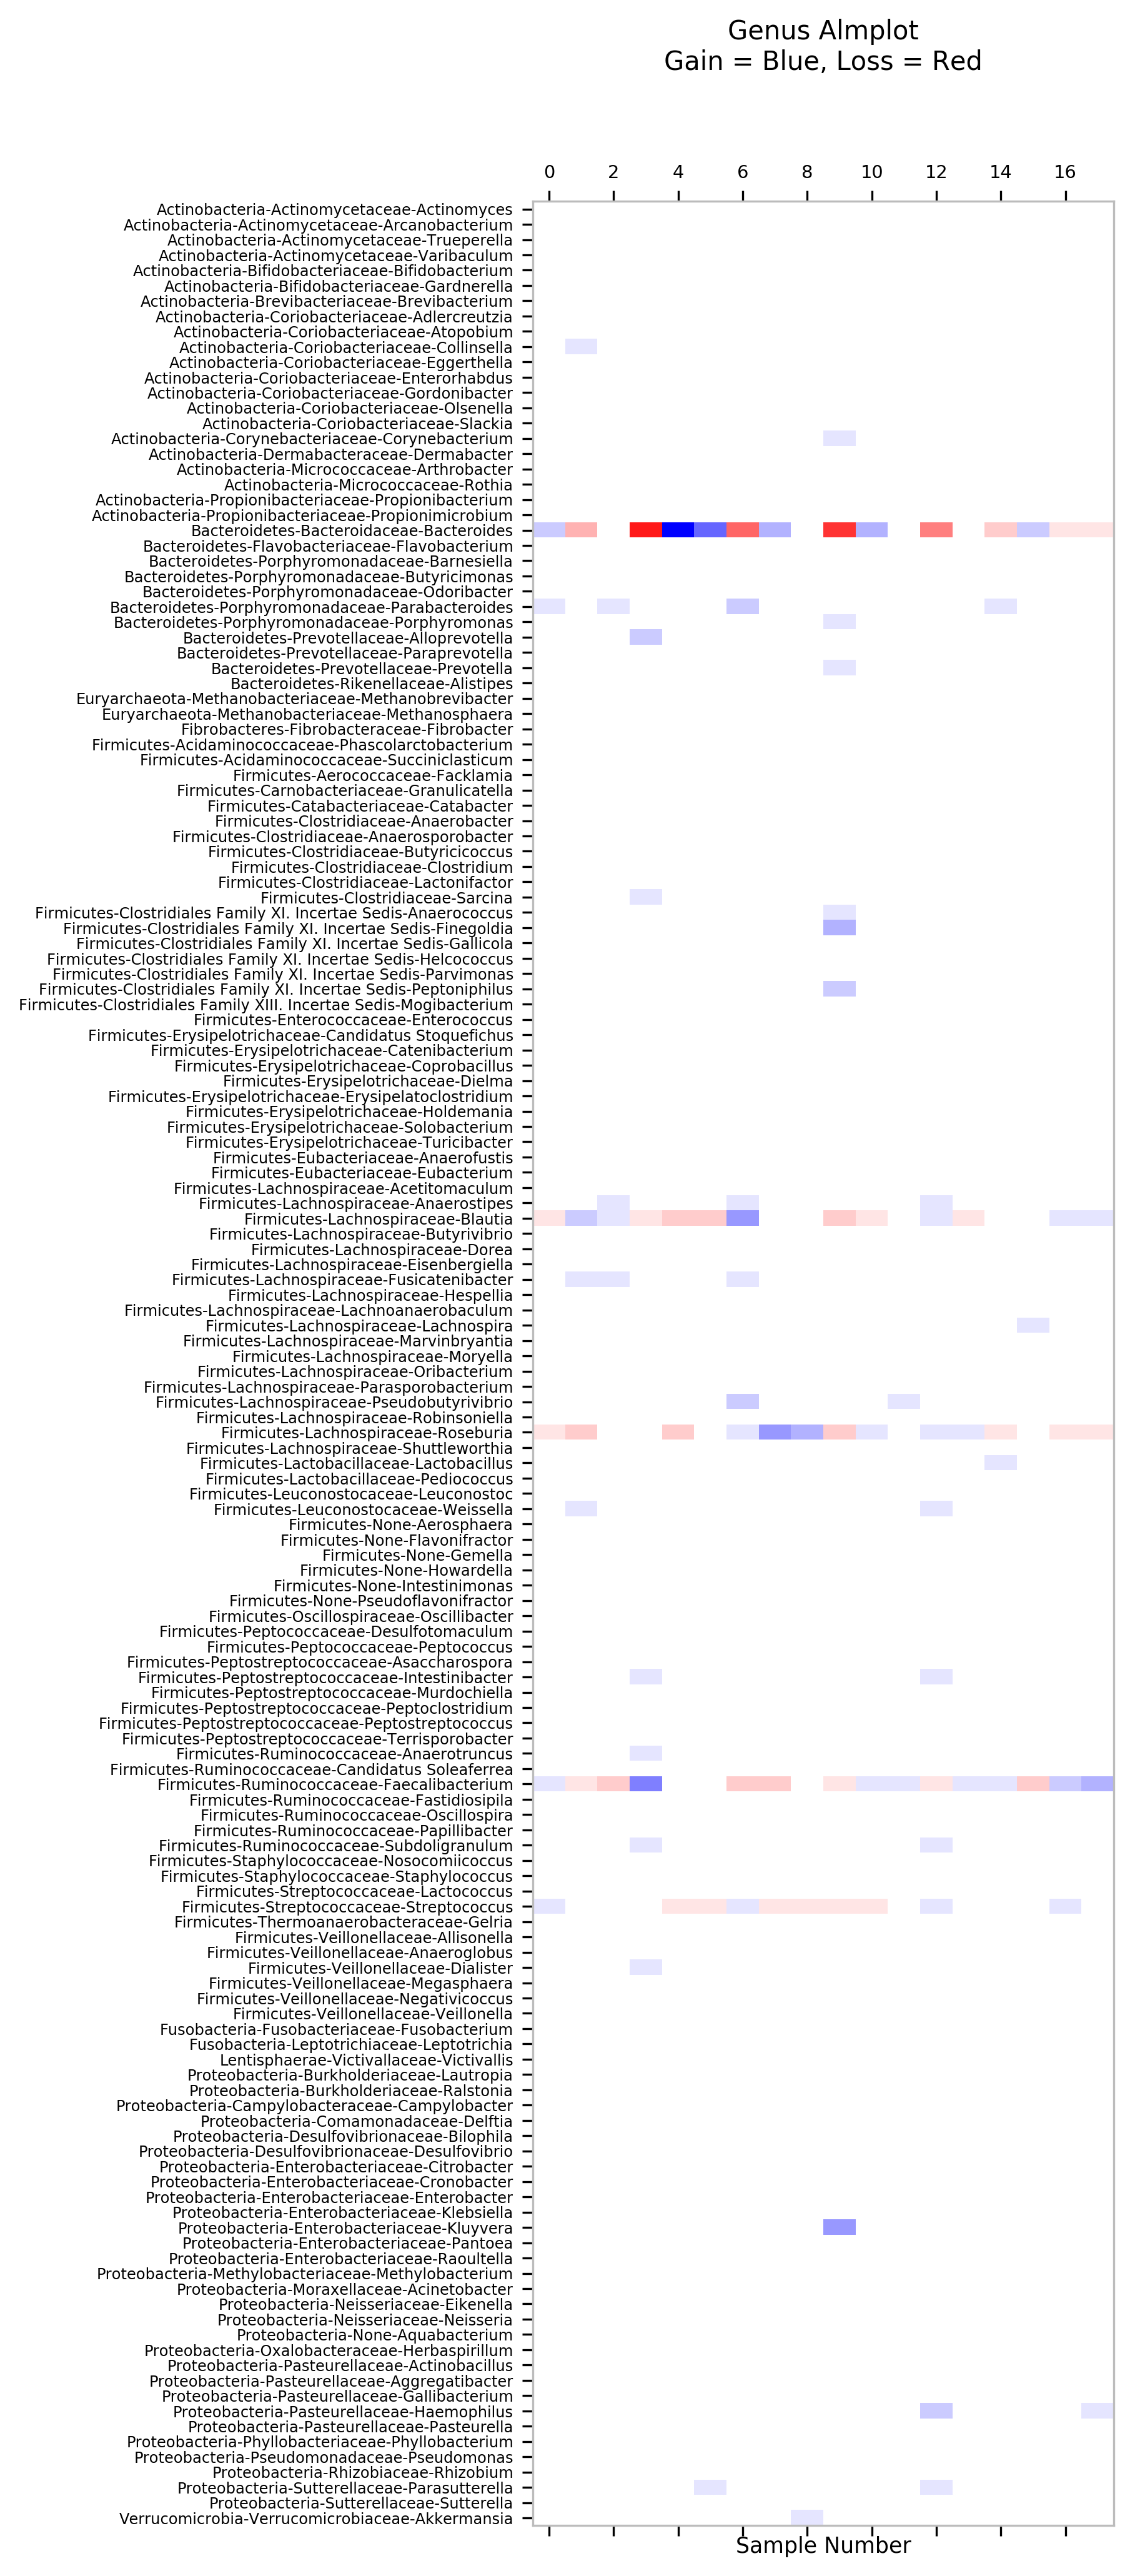 Genus Almplot
Gain = Blue, Loss = Red
0 2 4 6 8 10 12 14 16
Actinobacteria-Actinomycetaceae-Actinomyces
Actinobacteria-Actinomycetaceae-Arcanobacterium
Actinobacteria-Actinomycetaceae-Trueperella
Actinobacteria-Actinomycetaceae-Varibaculum
Actinobacteria-Bifidobacteriaceae-Bifidobacterium
Actinobacteria-Bifidobacteriaceae-Gardnerella
Actinobacteria-Brevibacteriaceae-Brevibacterium
Actinobacteria-Coriobacteriaceae-Adlercreutzia
Actinobacteria-Coriobacteriaceae-Atopobium
Actinobacteria-Coriobacteriaceae-Collinsella
Actinobacteria-Coriobacteriaceae-Eggerthella
Actinobacteria-Coriobacteriaceae-Enterorhabdus
Actinobacteria-Coriobacteriaceae-Gordonibacter
Actinobacteria-Coriobacteriaceae-Olsenella
Actinobacteria-Coriobacteriaceae-Slackia
Actinobacteria-Corynebacteriaceae-Corynebacterium
Actinobacteria-Dermabacteraceae-Dermabacter
Actinobacteria-Micrococcaceae-Arthrobacter
Actinobacteria-Micrococcaceae-Rothia
Actinobacteria-Propionibacteriaceae-Propionibacterium
Actinobacteria-Propionibacteriaceae-Propionimicrobium
Bacteroidetes-Bacteroidaceae-Bacteroides
Bacteroidetes-Flavobacteriaceae-Flavobacterium
Bacteroidetes-Porphyromonadaceae-Barnesiella
Bacteroidetes-Porphyromonadaceae-Butyricimonas
Bacteroidetes-Porphyromonadaceae-Odoribacter
Bacteroidetes-Porphyromonadaceae-Parabacteroides
Bacteroidetes-Porphyromonadaceae-Porphyromonas
Bacteroidetes-Prevotellaceae-Alloprevotella
Bacteroidetes-Prevotellaceae-Paraprevotella
Bacteroidetes-Prevotellaceae-Prevotella
Bacteroidetes-Rikenellaceae-Alistipes
Euryarchaeota-Methanobacteriaceae-Methanobrevibacter
Euryarchaeota-Methanobacteriaceae-Methanosphaera
Fibrobacteres-Fibrobacteraceae-Fibrobacter
Firmicutes-Acidaminococcaceae-Phascolarctobacterium
Firmicutes-Acidaminococcaceae-Succiniclasticum
Firmicutes-Aerococcaceae-Facklamia
Firmicutes-Carnobacteriaceae-Granulicatella
Firmicutes-Catabacteriaceae-Catabacter
Firmicutes-Clostridiaceae-Anaerobacter
Firmicutes-Clostridiaceae-Anaerosporobacter
Firmicutes-Clostridiaceae-Butyricicoccus
Firmicutes-Clostridiaceae-Clostridium
Firmicutes-Clostridiaceae-Lactonifactor
Firmicutes-Clostridiaceae-Sarcina
Firmicutes-Clostridiales Family XI. Incertae Sedis-Anaerococcus
Firmicutes-Clostridiales Family XI. Incertae Sedis-Finegoldia
Firmicutes-Clostridiales Family XI. Incertae Sedis-Gallicola
Firmicutes-Clostridiales Family XI. Incertae Sedis-Helcococcus
Firmicutes-Clostridiales Family XI. Incertae Sedis-Parvimonas
Firmicutes-Clostridiales Family XI. Incertae Sedis-Peptoniphilus
Firmicutes-Clostridiales Family XIII. Incertae Sedis-Mogibacterium
Firmicutes-Enterococcaceae-Enterococcus
Firmicutes-Erysipelotrichaceae-Candidatus Stoquefichus
Firmicutes-Erysipelotrichaceae-Catenibacterium
Firmicutes-Erysipelotrichaceae-Coprobacillus
Firmicutes-Erysipelotrichaceae-Dielma
Firmicutes-Erysipelotrichaceae-Erysipelatoclostridium
Firmicutes-Erysipelotrichaceae-Holdemania
Firmicutes-Erysipelotrichaceae-Solobacterium
Firmicutes-Erysipelotrichaceae-Turicibacter
Firmicutes-Eubacteriaceae-Anaerofustis
Firmicutes-Eubacteriaceae-Eubacterium
Firmicutes-Lachnospiraceae-Acetitomaculum
Firmicutes-Lachnospiraceae-Anaerostipes
Firmicutes-Lachnospiraceae-Blautia
Firmicutes-Lachnospiraceae-Butyrivibrio
Firmicutes-Lachnospiraceae-Dorea
Firmicutes-Lachnospiraceae-Eisenbergiella
Firmicutes-Lachnospiraceae-Fusicatenibacter
Firmicutes-Lachnospiraceae-Hespellia
Firmicutes-Lachnospiraceae-Lachnoanaerobaculum
Firmicutes-Lachnospiraceae-Lachnospira
Firmicutes-Lachnospiraceae-Marvinbryantia
Firmicutes-Lachnospiraceae-Moryella
Firmicutes-Lachnospiraceae-Oribacterium
Firmicutes-Lachnospiraceae-Parasporobacterium
Firmicutes-Lachnospiraceae-Pseudobutyrivibrio
Firmicutes-Lachnospiraceae-Robinsoniella
Firmicutes-Lachnospiraceae-Roseburia
Firmicutes-Lachnospiraceae-Shuttleworthia
Firmicutes-Lactobacillaceae-Lactobacillus
Firmicutes-Lactobacillaceae-Pediococcus
Firmicutes-Leuconostocaceae-Leuconostoc
Firmicutes-Leuconostocaceae-Weissella
Firmicutes-None-Aerosphaera
Firmicutes-None-Flavonifractor
Firmicutes-None-Gemella
Firmicutes-None-Howardella
Firmicutes-None-Intestinimonas
Firmicutes-None-Pseudoflavonifractor
Firmicutes-Oscillospiraceae-Oscillibacter
Firmicutes-Peptococcaceae-Desulfotomaculum
Firmicutes-Peptococcaceae-Peptococcus
Firmicutes-Peptostreptococcaceae-Asaccharospora
Firmicutes-Peptostreptococcaceae-Intestinibacter
Firmicutes-Peptostreptococcaceae-Murdochiella
Firmicutes-Peptostreptococcaceae-Peptoclostridium
Firmicutes-Peptostreptococcaceae-Peptostreptococcus
Firmicutes-Peptostreptococcaceae-Terrisporobacter
Firmicutes-Ruminococcaceae-Anaerotruncus
Firmicutes-Ruminococcaceae-Candidatus Soleaferrea
Firmicutes-Ruminococcaceae-Faecalibacterium
Firmicutes-Ruminococcaceae-Fastidiosipila
Firmicutes-Ruminococcaceae-Oscillospira
Firmicutes-Ruminococcaceae-Papillibacter
Firmicutes-Ruminococcaceae-Subdoligranulum
Firmicutes-Staphylococcaceae-Nosocomiicoccus
Firmicutes-Staphylococcaceae-Staphylococcus
Firmicutes-Streptococcaceae-Lactococcus
Firmicutes-Streptococcaceae-Streptococcus
Firmicutes-Thermoanaerobacteraceae-Gelria
Firmicutes-Veillonellaceae-Allisonella
Firmicutes-Veillonellaceae-Anaeroglobus
Firmicutes-Veillonellaceae-Dialister
Firmicutes-Veillonellaceae-Megasphaera
Firmicutes-Veillonellaceae-Negativicoccus
Firmicutes-Veillonellaceae-Veillonella
Fusobacteria-Fusobacteriaceae-Fusobacterium
Fusobacteria-Leptotrichiaceae-Leptotrichia
Lentisphaerae-Victivallaceae-Victivallis
Proteobacteria-Burkholderiaceae-Lautropia
Proteobacteria-Burkholderiaceae-Ralstonia
Proteobacteria-Campylobacteraceae-Campylobacter
Proteobacteria-Comamonadaceae-Delftia
Proteobacteria-Desulfovibrionaceae-Bilophila
Proteobacteria-Desulfovibrionaceae-Desulfovibrio
Proteobacteria-Enterobacteriaceae-Citrobacter
Proteobacteria-Enterobacteriaceae-Cronobacter
Proteobacteria-Enterobacteriaceae-Enterobacter
Proteobacteria-Enterobacteriaceae-Klebsiella
Proteobacteria-Enterobacteriaceae-Kluyvera
Proteobacteria-Enterobacteriaceae-Pantoea
Proteobacteria-Enterobacteriaceae-Raoultella
Proteobacteria-Methylobacteriaceae-Methylobacterium
Proteobacteria-Moraxellaceae-Acinetobacter
Proteobacteria-Neisseriaceae-Eikenella
Proteobacteria-Neisseriaceae-Neisseria
Proteobacteria-None-Aquabacterium
Proteobacteria-Oxalobacteraceae-Herbaspirillum
Proteobacteria-Pasteurellaceae-Actinobacillus
Proteobacteria-Pasteurellaceae-Aggregatibacter
Proteobacteria-Pasteurellaceae-Gallibacterium
Proteobacteria-Pasteurellaceae-Haemophilus
Proteobacteria-Pasteurellaceae-Pasteurella
Proteobacteria-Phyllobacteriaceae-Phyllobacterium
Proteobacteria-Pseudomonadaceae-Pseudomonas
Proteobacteria-Rhizobiaceae-Rhizobium
Proteobacteria-Sutterellaceae-Parasutterella
Proteobacteria-Sutterellaceae-Sutterella
Verrucomicrobia-Verrucomicrobiaceae-Akkermansia
Sample Number